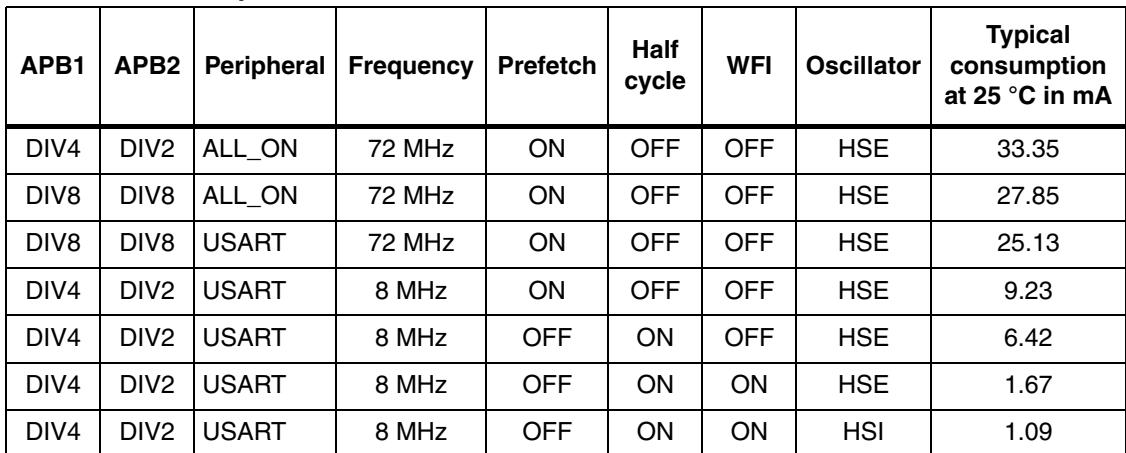 APB1 APB2 Peripheral Frequency Prefetch Half cycle WFI Oscillator Typical consumption at 25 °C in mA
DIV4 DIV2 ALL_ON 72 MHz ON OFF OFF HSE 33.35
DIV8 DIV8 ALL_ON 72 MHz ON OFF OFF HSE 27.85
DIV8 DIV8 USART 72 MHz ON OFF OFF HSE 25.13
DIV4 DIV2 USART 8 MHz ON OFF OFF HSE 9.23
DIV4 DIV2 USART 8 MHz OFF ON OFF HSE 6.42
DIV4 DIV2 USART 8 MHz OFF ON ON HSE 1.67
DIV4 DIV2 USART 8 MHz OFF ON ON HSI 1.09